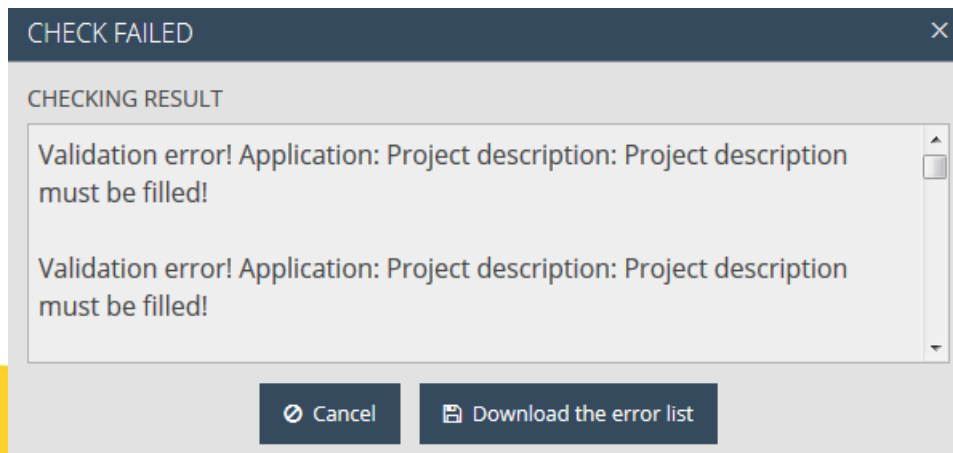 CHECK FAILED
CHECKING RESULT
Validation error! Application: Project description: Project description
must be filled!
Validation error! Application: Project description: Project description
must be filled!
Cancel
Download the error list